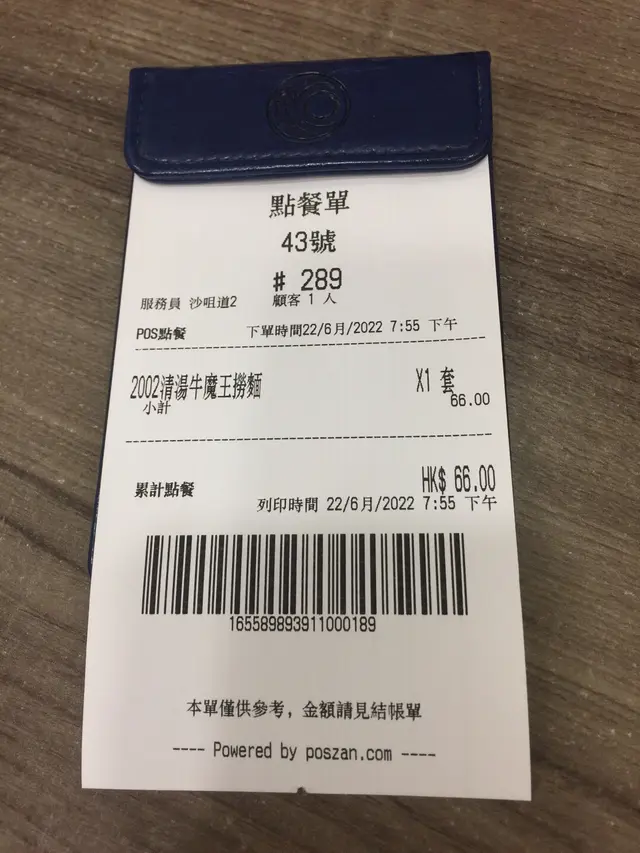 點餐單
43號
# 289
服務員 沙咀道2 顧客 1 人
POS點餐 下單時間22/6月/2022 7:55 下午
2002清湯牛魔王撈麵 X1 套
小計 66.00
HK$ 66.00
累計點餐
列印時間 22/6月/2022 7:55 下午
165589893911000189
本單僅供參考, 金額請見結帳單
---- Powered by poszan.com ----